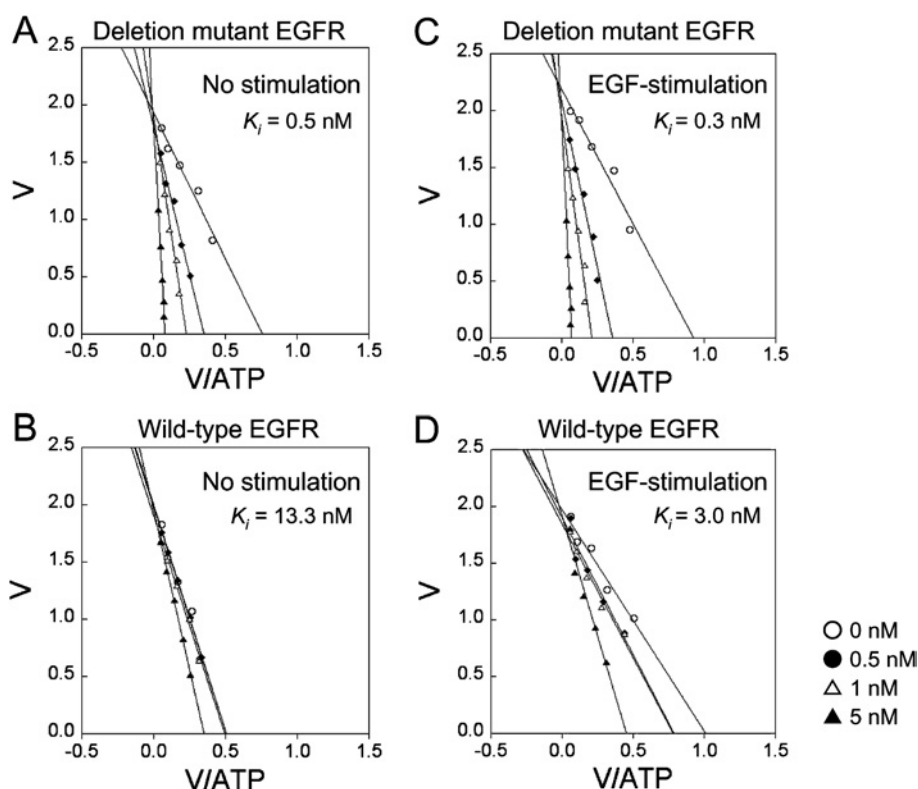 A
Deletion mutant EGFR
2.5
2.0
1.5
1.0
0.5
0.0
V
No stimulation
Ki = 0.5 nM
-0.5 0.0 0.5 1.0 1.5
V/ATP
C
Deletion mutant EGFR
2.5
2.0
1.5
1.0
0.5
0.0
V
EGF-stimulation
Ki = 0.3 nM
-0.5 0.0 0.5 1.0 1.5
V/ATP
B
Wild-type EGFR
2.5
2.0
1.5
1.0
0.5
0.0
V
No stimulation
Ki = 13.3 nM
-0.5 0.0 0.5 1.0 1.5
V/ATP
D
Wild-type EGFR
2.5
2.0
1.5
1.0
0.5
0.0
V
EGF-stimulation
Ki = 3.0 nM
-0.5 0.0 0.5 1.0 1.5
V/ATP
0 nM
0.5 nM
1 nM
5 nM